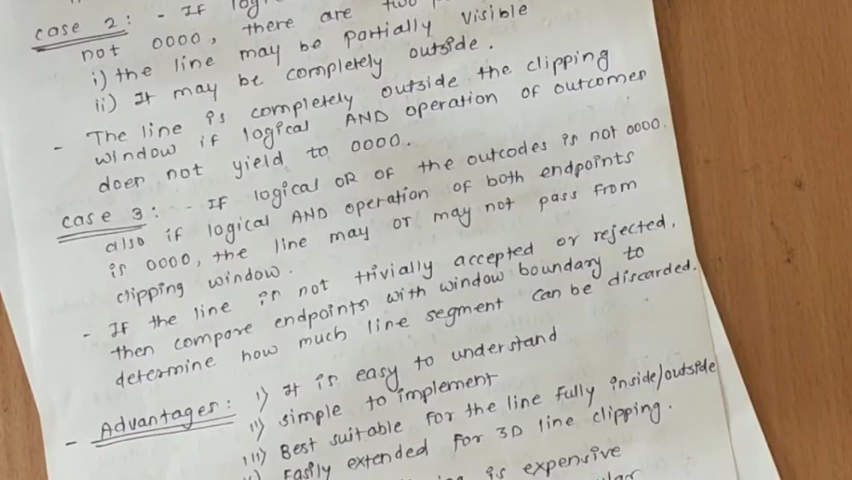 case 2: - If logi
not 0000, there are two
i) the line may be partially visible
ii) It may be completely outside.
- The line is completely outside the clipping
window if logical AND operation of outcomes
does not yield to 0000.
case 3: - If logical OR of the outcodes is not 0000.
also if logical AND operation of both endpoints
is 0000, the line may or may not pass from
clipping window.
- If the line is not trivially accepted or rejected,
then compare endpoints with window boundary to
determine how much line segment can be discarded.
- Advantages: i) It is easy to understand
ii) simple to implement
iii) Best suitable for the line fully inside/outside
Easily extended for 3D line clipping.
is expensive